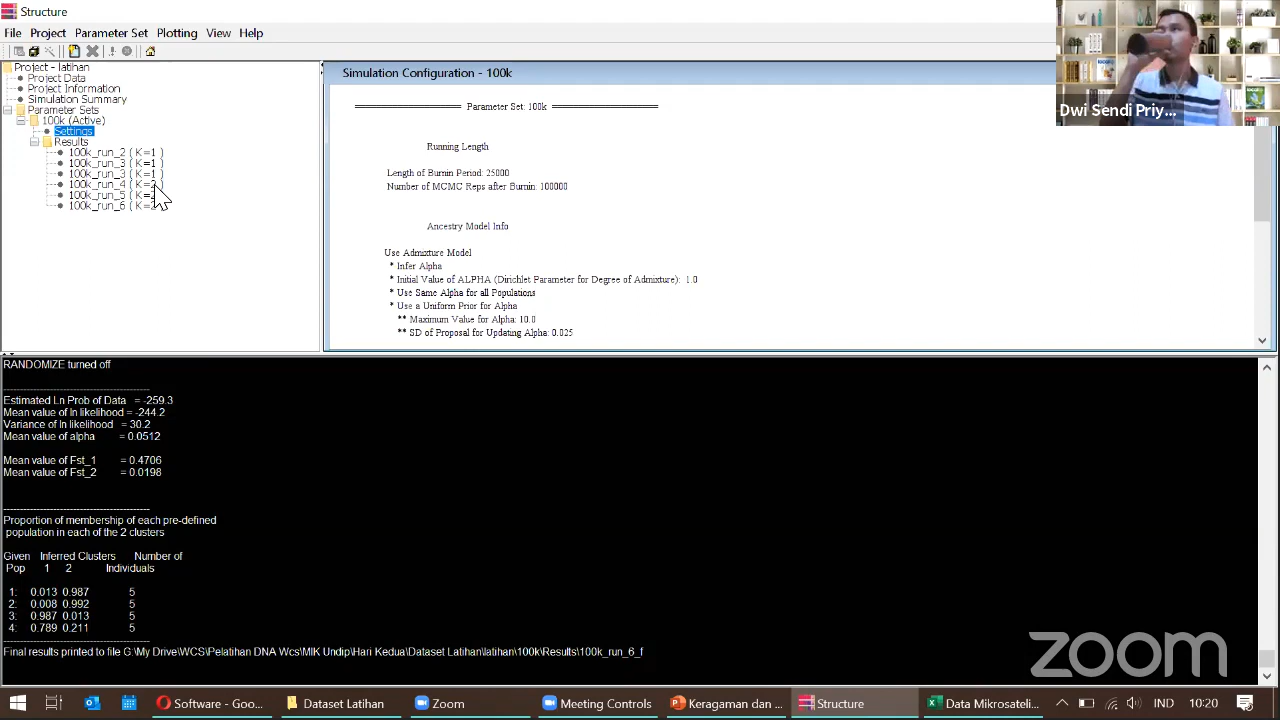 Structure
File Project Parameter Set Plotting View Help
Project - latihan
Project Data
Project Information
Simulation Summary
Parameter Sets
100k (Active)
Settings
Results
100k_run_2 ( K=1 )
100k_run_3 ( K=1 )
100k_run_3 ( K=1 )
100k_run_4 ( K=2 )
100k_run_5 ( K=
100k_run_6 ( K=2
Simulation Configuration - 100k
Parameter Set: 100k
Running Length
Length of Burnin Period: 25000
Number of MCMC Reps after Burnin: 100000
Ancestry Model Info
Use Admixture Model
* Infer Alpha
* Initial Value of ALPHA (Dirichlet Parameter for Degree of Admixture): 1.0
* Use Same Alpha for all Populations
* Use a Uniform Prior for Alpha
** Maximum Value for Alpha: 10.0
** SD of Proposal for Updating Alpha: 0.025
Dwi Sendi Priy...
RANDOMIZE turned off
Estimated Ln Prob of Data = -259.3
Mean value of ln likelihood = -244.2
Variance of ln likelihood = 30.2
Mean value of alpha = 0.0512
Mean value of Fst_1 = 0.4706
Mean value of Fst_2 = 0.0198
Proportion of membership of each pre-defined
population in each of the 2 clusters
Given Inferred Clusters Number of
Pop 1 2 Individuals
1: 0.013 0.987 5
2: 0.008 0.992 5
3: 0.987 0.013 5
4: 0.789 0.211 5
Final results printed to file G:\My Drive\WCS\Pelatihan DNA Wcs\MIK Undip\Hari Kedua\Dataset Latihan\latihan\100k\Results\100k_run_6_f
zoom
Software - Goo... Dataset Latihan Zoom Meeting Controls Keragaman dan ... Structure Data Mikrosateli... IND 10:20